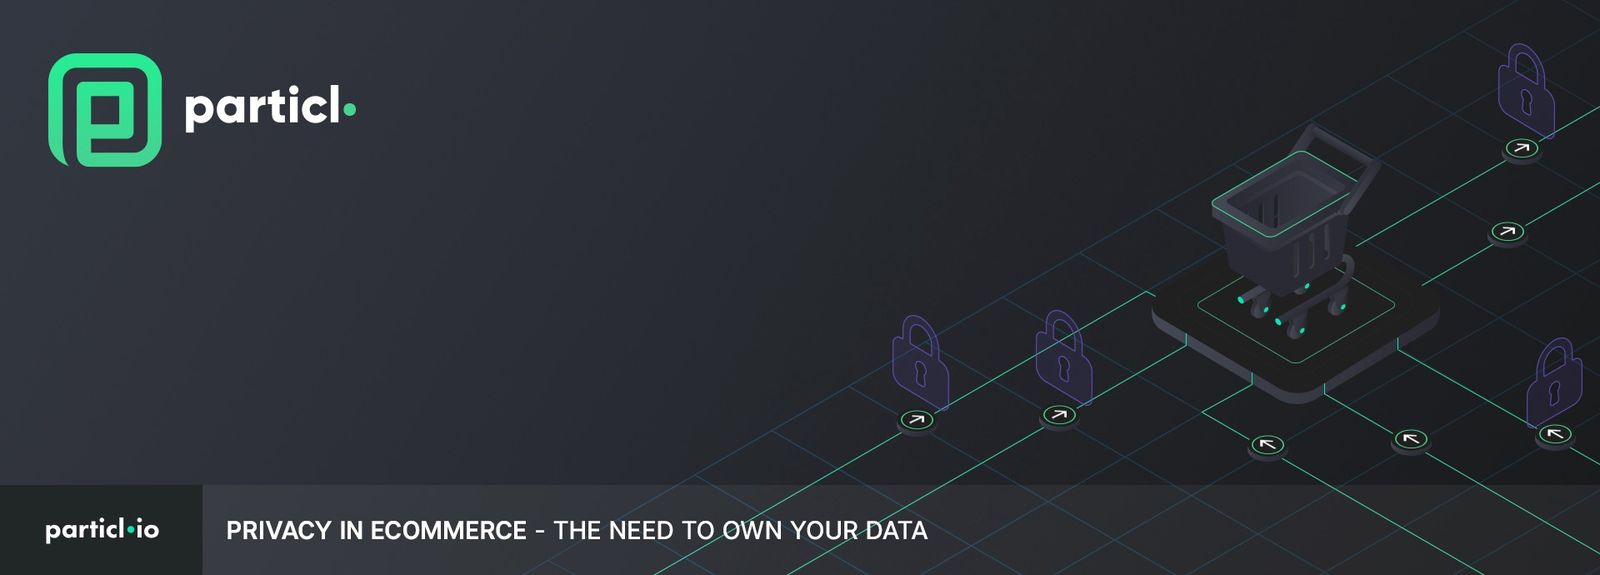 particl
particl.io
PRIVACY IN ECOMMERCE - THE NEED TO OWN YOUR DATA